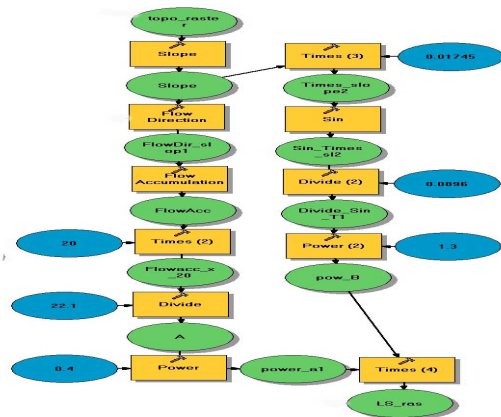 topo_raste
r
Slope
Slope
Flow
Direction
FlowDir_sl
op1
Flow
Accumulation
FlowAcc
20
Times (2)
Flowacc_x
_20
22.1
Divide
A
0.4
Power
power_a1
Times (3)
0.01745
Times_slo
pe2
Sin
Sin_Times
_sl2
Divide (2)
0.0896
Divide_Sin
_T1
Power (2)
1.3
pow_B
Times (4)
LS_ras